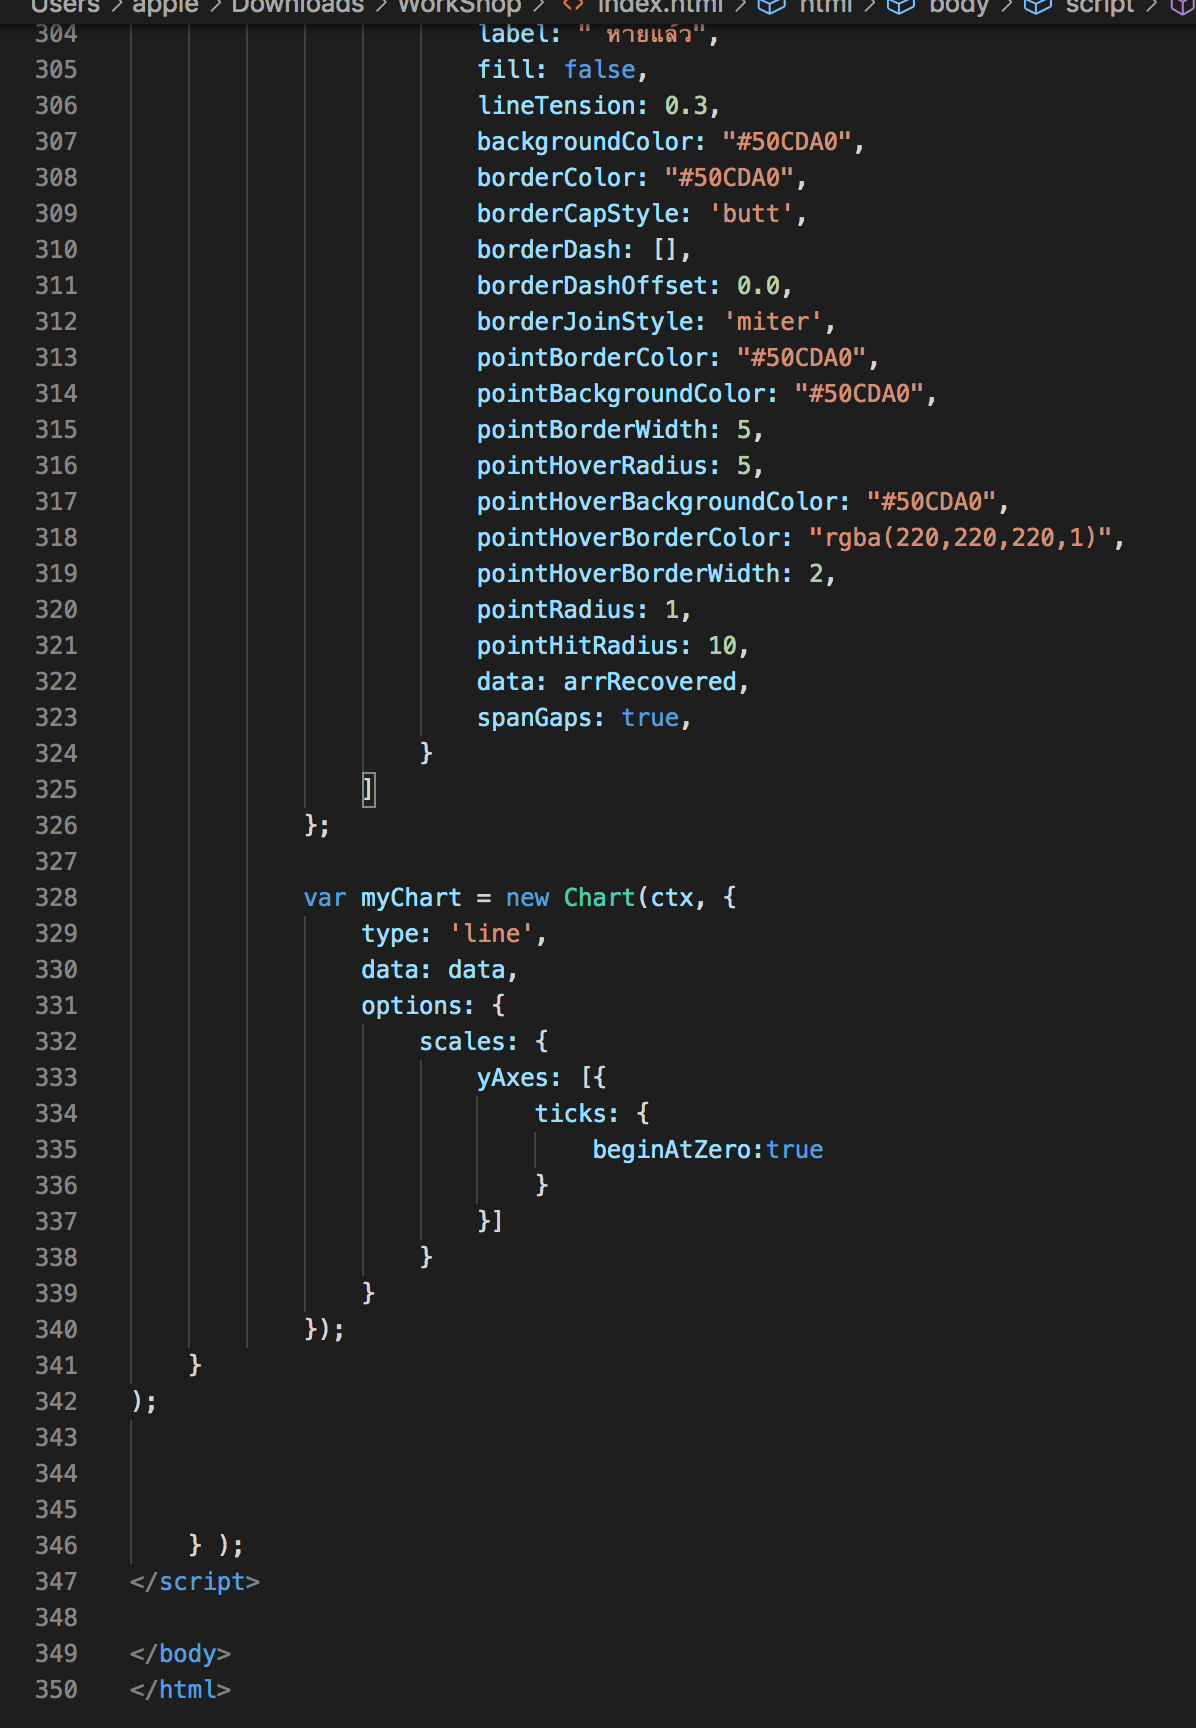 Users > apple > Downloads > WorkShop > <> index.html > html > body > script >
304 label: " หายแล้ว",
305 fill: false,
306 lineTension: 0.3,
307 backgroundColor: "#50CDA0",
308 borderColor: "#50CDA0",
309 borderCapStyle: 'butt',
310 borderDash: [],
311 borderDashOffset: 0.0,
312 borderJoinStyle: 'miter',
313 pointBorderColor: "#50CDA0",
314 pointBackgroundColor: "#50CDA0",
315 pointBorderWidth: 5,
316 pointHoverRadius: 5,
317 pointHoverBackgroundColor: "#50CDA0",
318 pointHoverBorderColor: "rgba(220,220,220,1)",
319 pointHoverBorderWidth: 2,
320 pointRadius: 1,
321 pointHitRadius: 10,
322 data: arrRecovered,
323 spanGaps: true,
324 }
325 ]
326 };
327
328 var myChart = new Chart(ctx, {
329 type: 'line',
330 data: data,
331 options: {
332 scales: {
333 yAxes: [{
334 ticks: {
335 beginAtZero:true
336 }
337 }]
338 }
339 }
340 });
341 }
342 );
343
344
345
346 } );
347 </script>
348
349 </body>
350 </html>